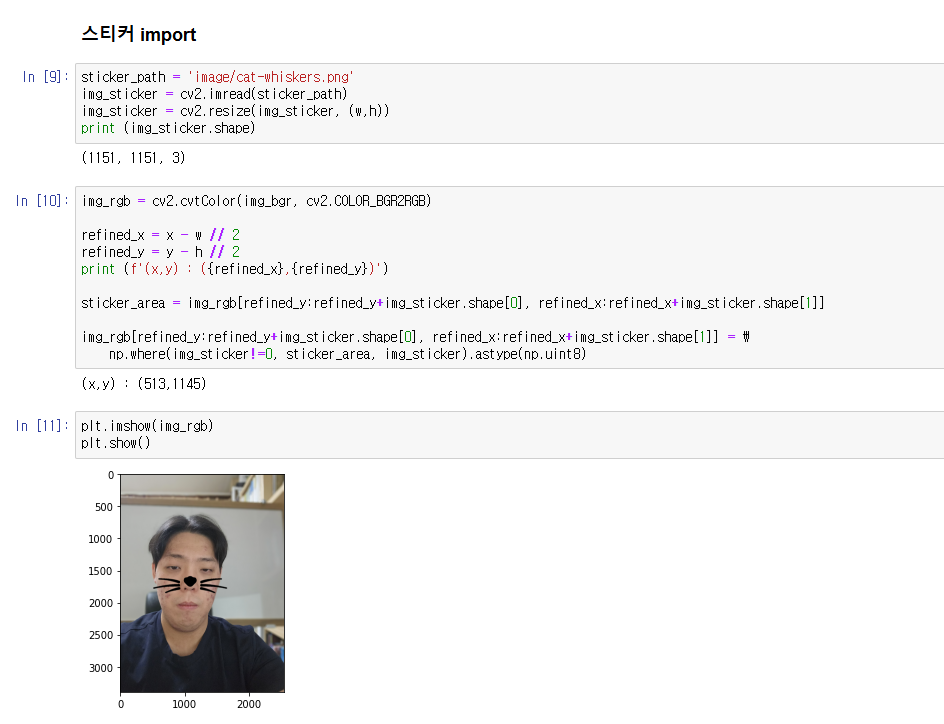 스티커 import
In [9]:
sticker_path = 'image/cat-whiskers.png'
img_sticker = cv2.imread(sticker_path)
img_sticker = cv2.resize(img_sticker, (w,h))
print (img_sticker.shape)
(1151, 1151, 3)
In [10]:
img_rgb = cv2.cvtColor(img_bgr, cv2.COLOR_BGR2RGB)
refined_x = x - w // 2
refined_y = y - h // 2
print (f'(x,y) : ({refined_x},{refined_y})')
sticker_area = img_rgb[refined_y:refined_y+img_sticker.shape[0], refined_x:refined_x+img_sticker.shape[1]]
img_rgb[refined_y:refined_y+img_sticker.shape[0], refined_x:refined_x+img_sticker.shape[1]] = ₩
np.where(img_sticker!=0, sticker_area, img_sticker).astype(np.uint8)
(x,y) : (513,1145)
In [11]:
plt.imshow(img_rgb)
plt.show()
0
500
1000
1500
2000
2500
3000
0 1000 2000